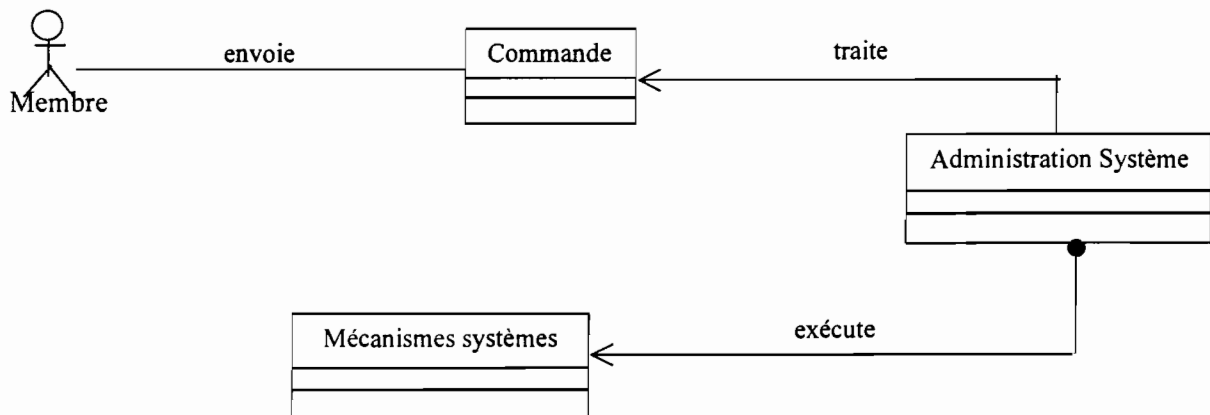 envoie
Commande
traite
Membre
Administration Système
Mécanismes systèmes
exécute